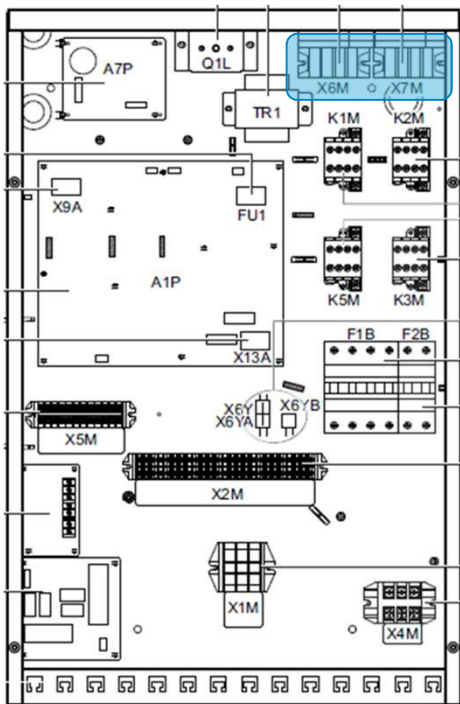 A7P
Q1L
X6M
X7M
TR1
K1M
K2M
X9A
FU1
A1P
K5M
K3M
X13A
F1B
F2B
X6Y
X6YA
X6YB
X5M
X2M
X1M
X4M